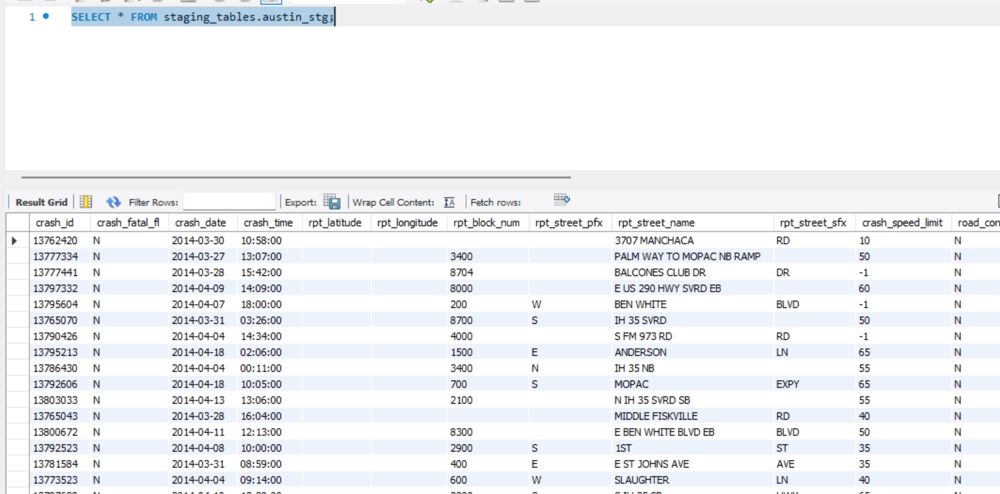 1 SELECT * FROM staging_tables.austin_stg;
Result Grid Filter Rows: Export: Wrap Cell Content: Fetch rows:
crash_id crash_fatal_fl crash_date crash_time rpt_latitude rpt_longitude rpt_block_num rpt_street_pfx rpt_street_name rpt_street_sfx crash_speed_limit road_con
13762420 N 2014-03-30 10:58:00 3707 MANCHACA RD 10 N
13777334 N 2014-03-27 13:07:00 3400 PALM WAY TO MOPAC NB RAMP 50 N
13777441 N 2014-03-28 15:42:00 8704 BALCONES CLUB DR DR -1 N
13797332 N 2014-04-09 14:09:00 8000 E US 290 HWY SVRD EB 60 N
13795604 N 2014-04-07 18:00:00 200 W BEN WHITE BLVD -1 N
13765070 N 2014-03-31 03:26:00 8700 S IH 35 SVRD 50 N
13790426 N 2014-04-04 14:34:00 4000 S FM 973 RD RD -1 N
13795213 N 2014-04-18 02:06:00 1500 E ANDERSON LN 65 N
13786430 N 2014-04-04 00:11:00 3400 N IH 35 NB 55 N
13792606 N 2014-04-18 10:05:00 700 S MOPAC EXPY 65 N
13803033 N 2014-04-13 13:06:00 2100 N IH 35 SVRD SB 55 N
13765043 N 2014-03-28 16:04:00 MIDDLE FISKVILLE RD 40 N
13800672 N 2014-04-11 12:13:00 8300 E BEN WHITE BLVD EB BLVD 50 N
13792523 N 2014-04-08 10:00:00 2900 S 1ST ST 35 N
13781584 N 2014-03-31 08:59:00 400 E E ST JOHNS AVE AVE 35 N
13773523 N 2014-04-04 09:14:00 600 W SLAUGHTER LN 40 N